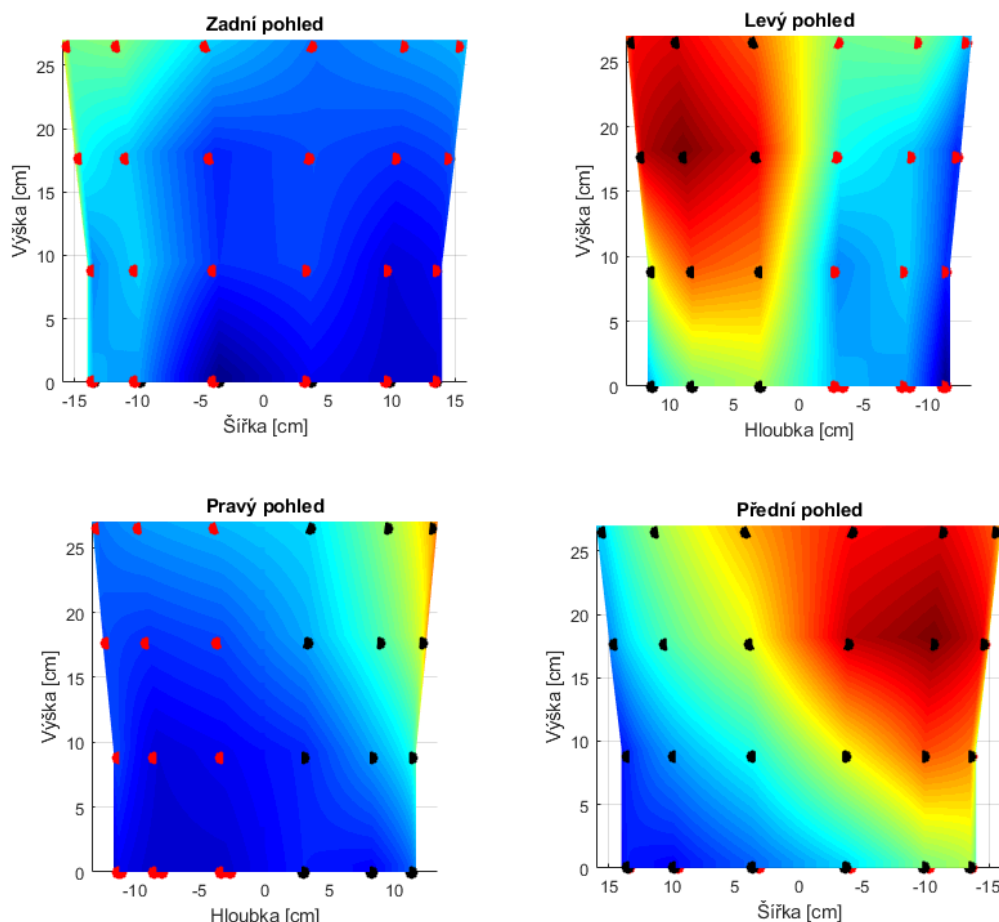 Zadní pohled
Výška [cm]
25
20
15
10
5
0
-15 -10 -5 0 5 10 15
Šířka [cm]
Levý pohled
Výška [cm]
25
20
15
10
5
0
10 5 0 -5 -10
Hloubka [cm]
Pravý pohled
Výška [cm]
25
20
15
10
5
0
-10 -5 0 5 10
Hloubka [cm]
Přední pohled
Výška [cm]
25
20
15
10
5
0
15 10 5 0 -5 -10 -15
Šířka [cm]